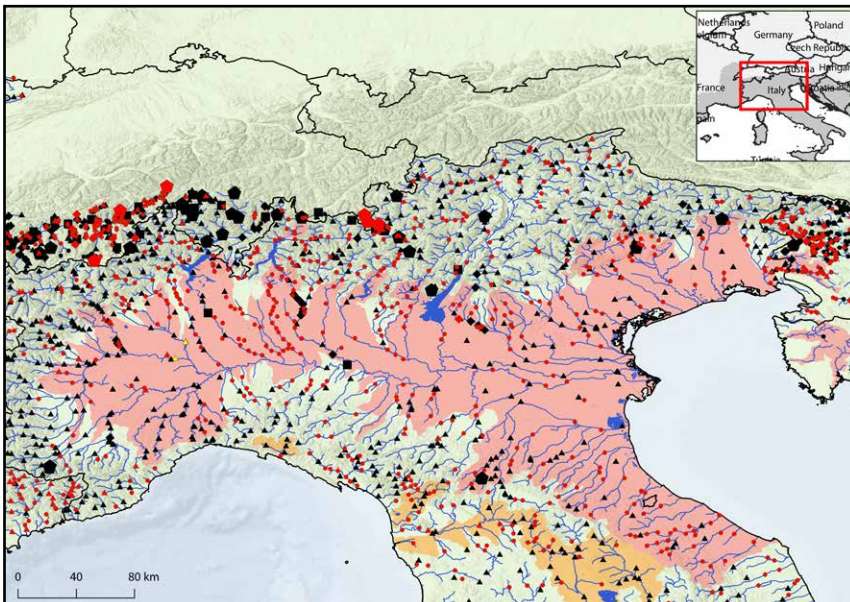 Netherlands
Poland
Germany
Czech Republic
Austria
France
Italy
0 40 80 km